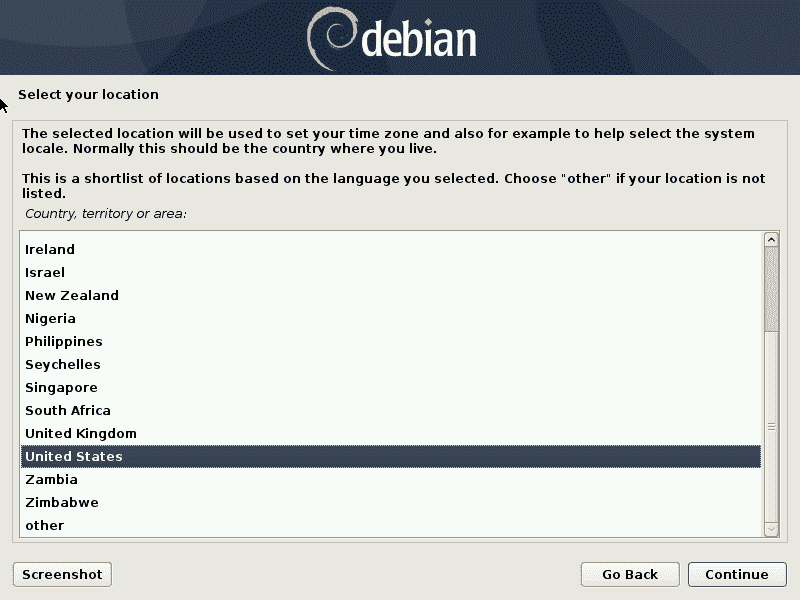 debian
Select your location
The selected location will be used to set your time zone and also for example to help select the system
locale. Normally this should be the country where you live.
This is a shortlist of locations based on the language you selected. Choose "other" if your location is not
listed.
Country, territory or area:
Ireland
Israel
New Zealand
Nigeria
Philippines
Seychelles
Singapore
South Africa
United Kingdom
United States
Zambia
Zimbabwe
other
Screenshot
Go Back
Continue